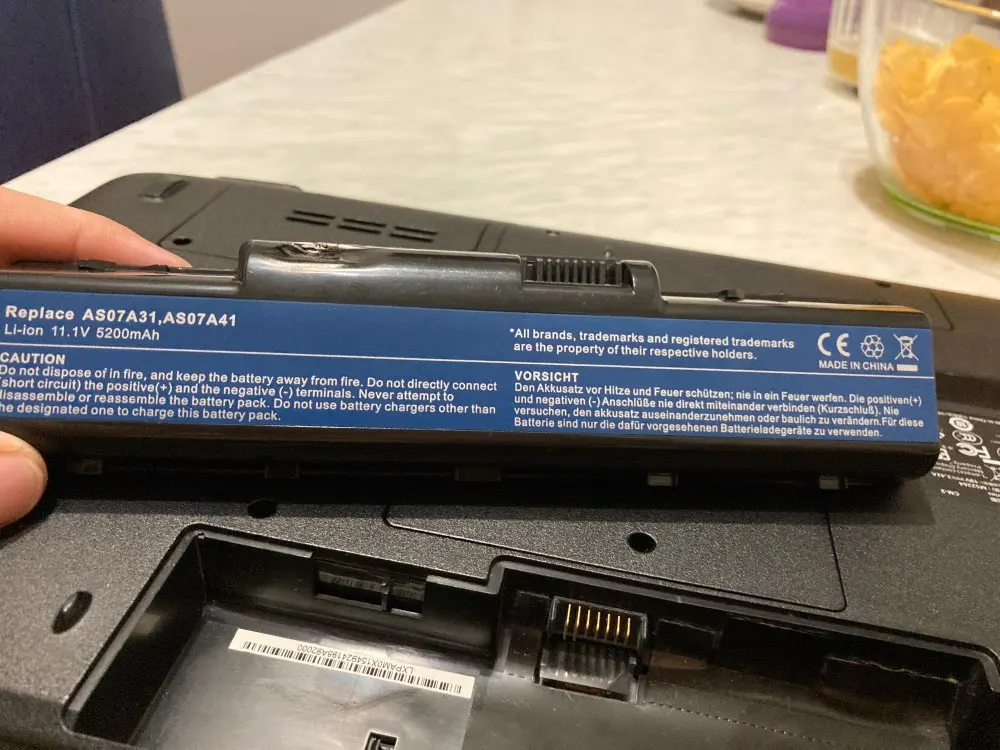 Replace AS07A31,AS07A41
Li-ion 11.1V 5200mAh
*All brands, trademarks and registered trademarks
are the property of their respective holders.
CE
MADE IN CHINA
CAUTION
Do not dispose of in fire, and keep the battery away from fire. Do not directly connect
(short circuit) the positive(+) and the negative (-) terminals. Never attempt to
disassemble or reassemble the battery pack. Do not use battery chargers other than
the designated one to charge this battery pack.
VORSICHT
Den Akkusatz vor Hitze und Feuer schützen; nie in ein Feuer werfen. Die positiven(+)
und negativen (-) Anschlüße nie direkt miteinander verbinden (Kurzschluß). Nie
versuchen, den akkusatz auseinanderzunehmen oder baulich zu verändern.Für diese
Batterie sind nur die dafür vorgesehenen Batterieladegeräte zu verwenden.